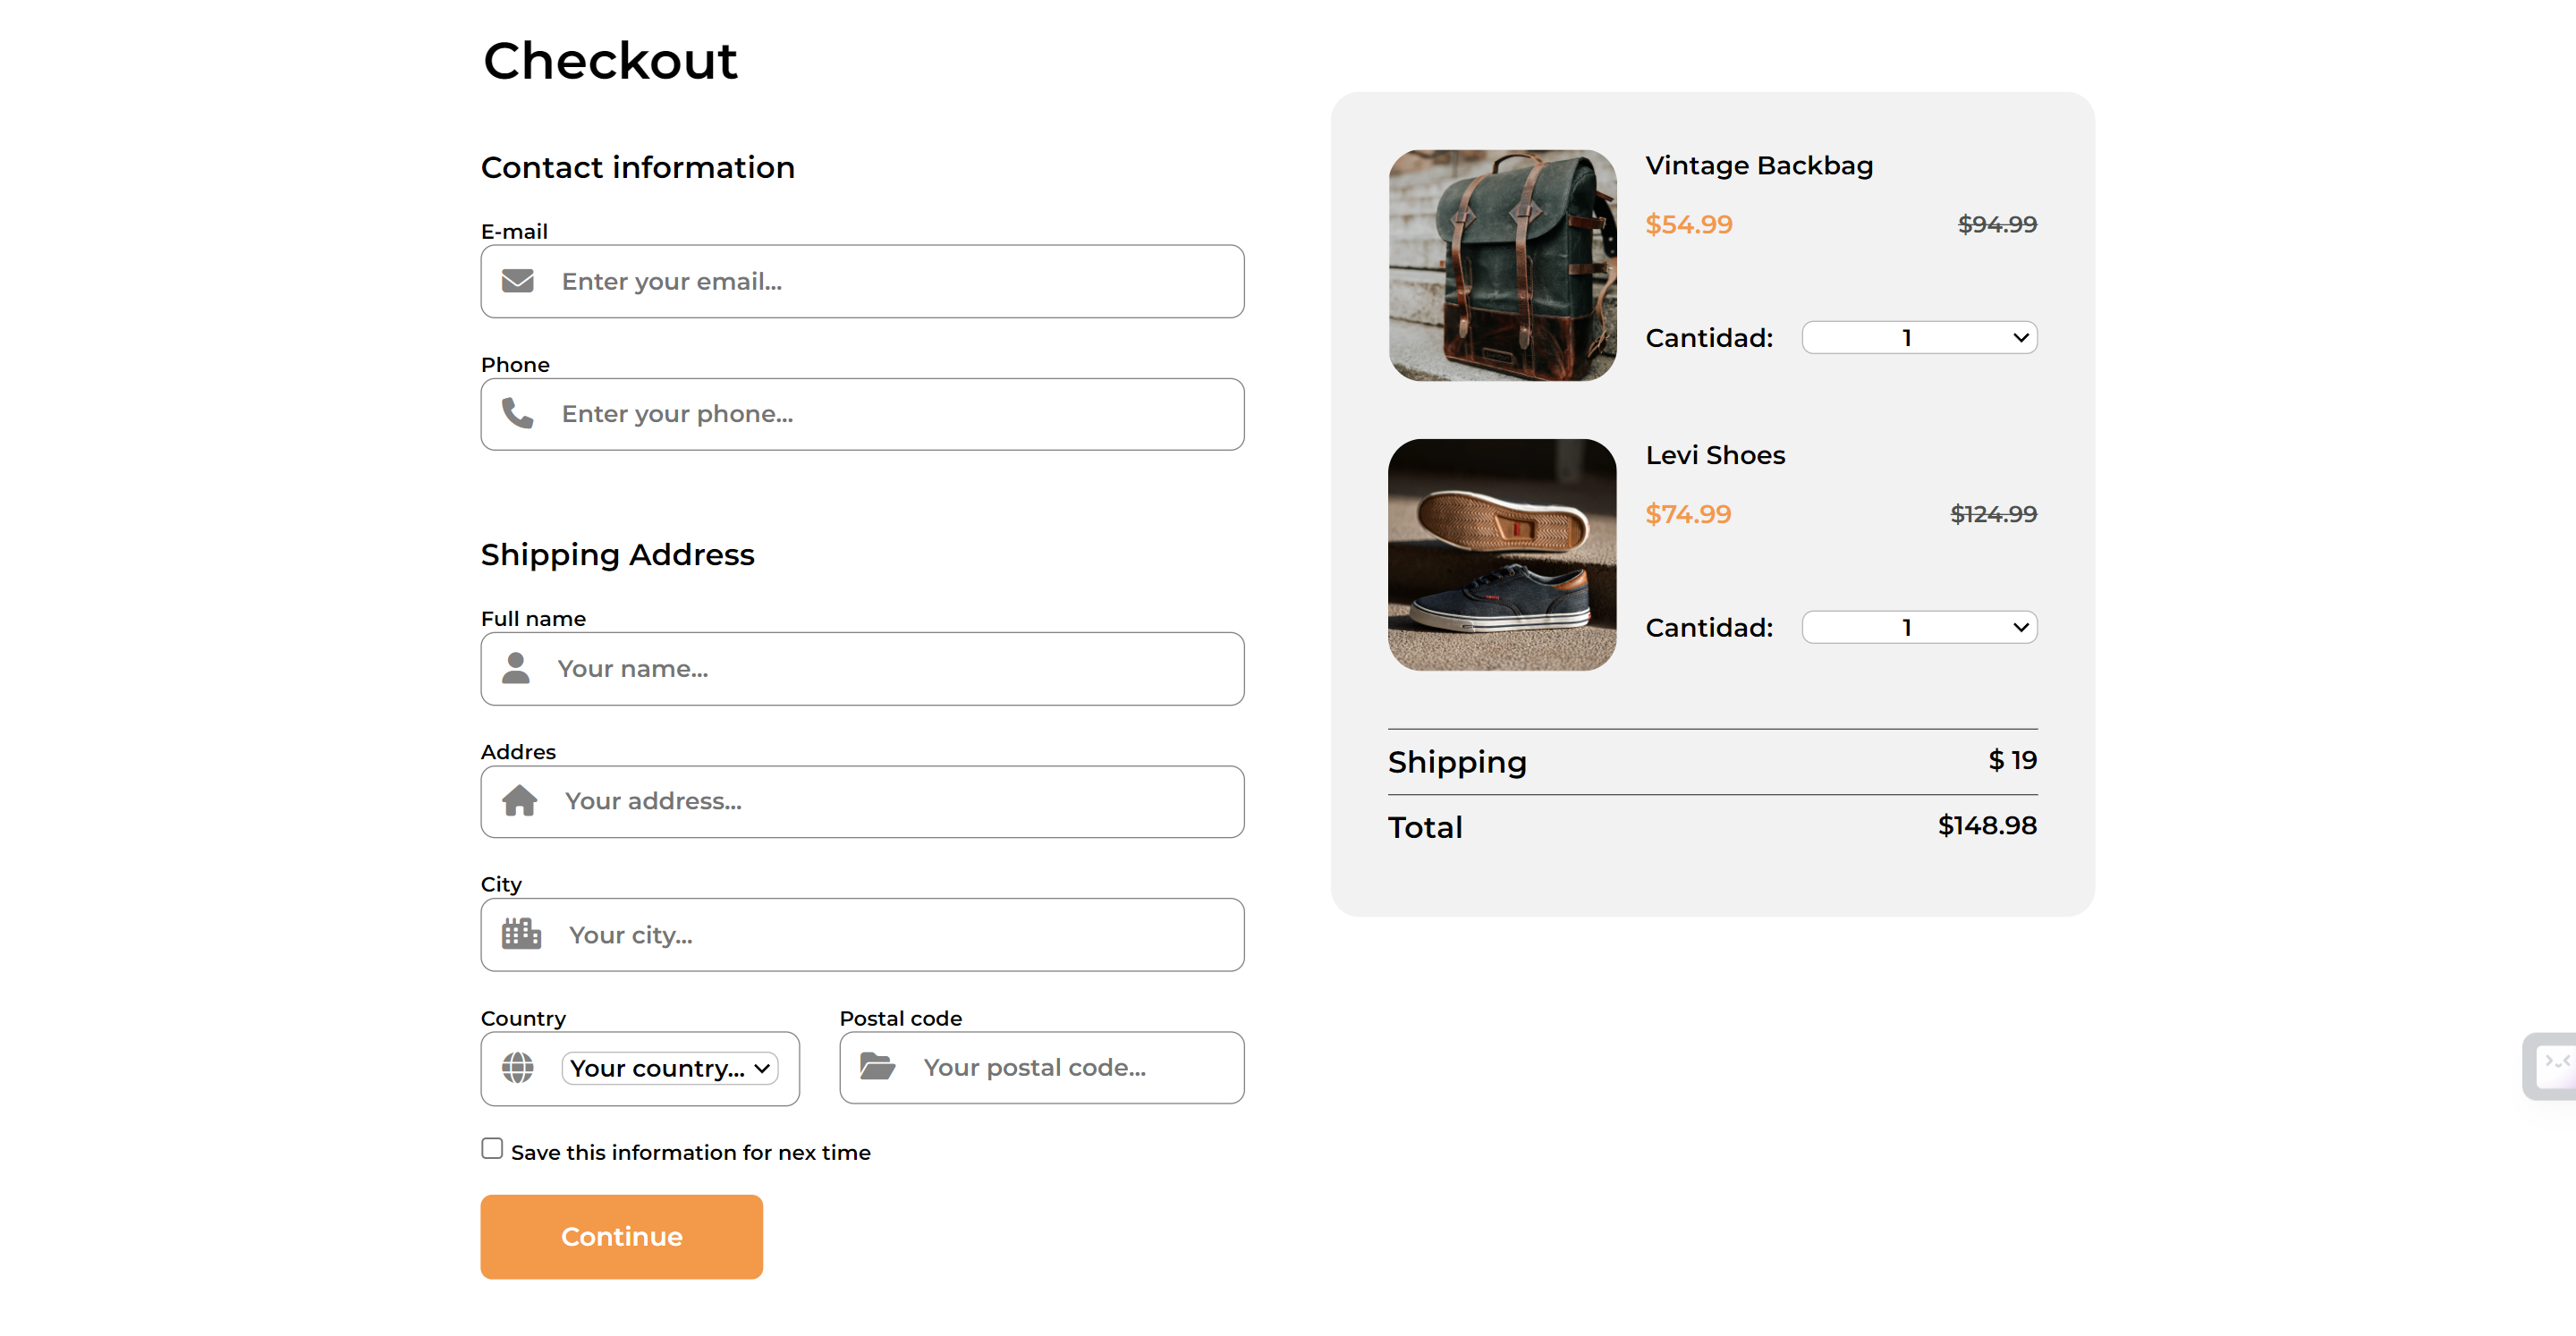 Checkout
Contact information
E-mail
Enter your email...
Phone
Enter your phone...
Shipping Address
Full name
Your name...
Addres
Your address...
City
Your city...
Country
Your country...
Postal code
Your postal code...
Save this information for nex time
Continue
Vintage Backbag
$54.99 $94.99
Cantidad: 1
Levi Shoes
$74.99 $124.99
Cantidad: 1
Shipping $ 19
Total $148.98